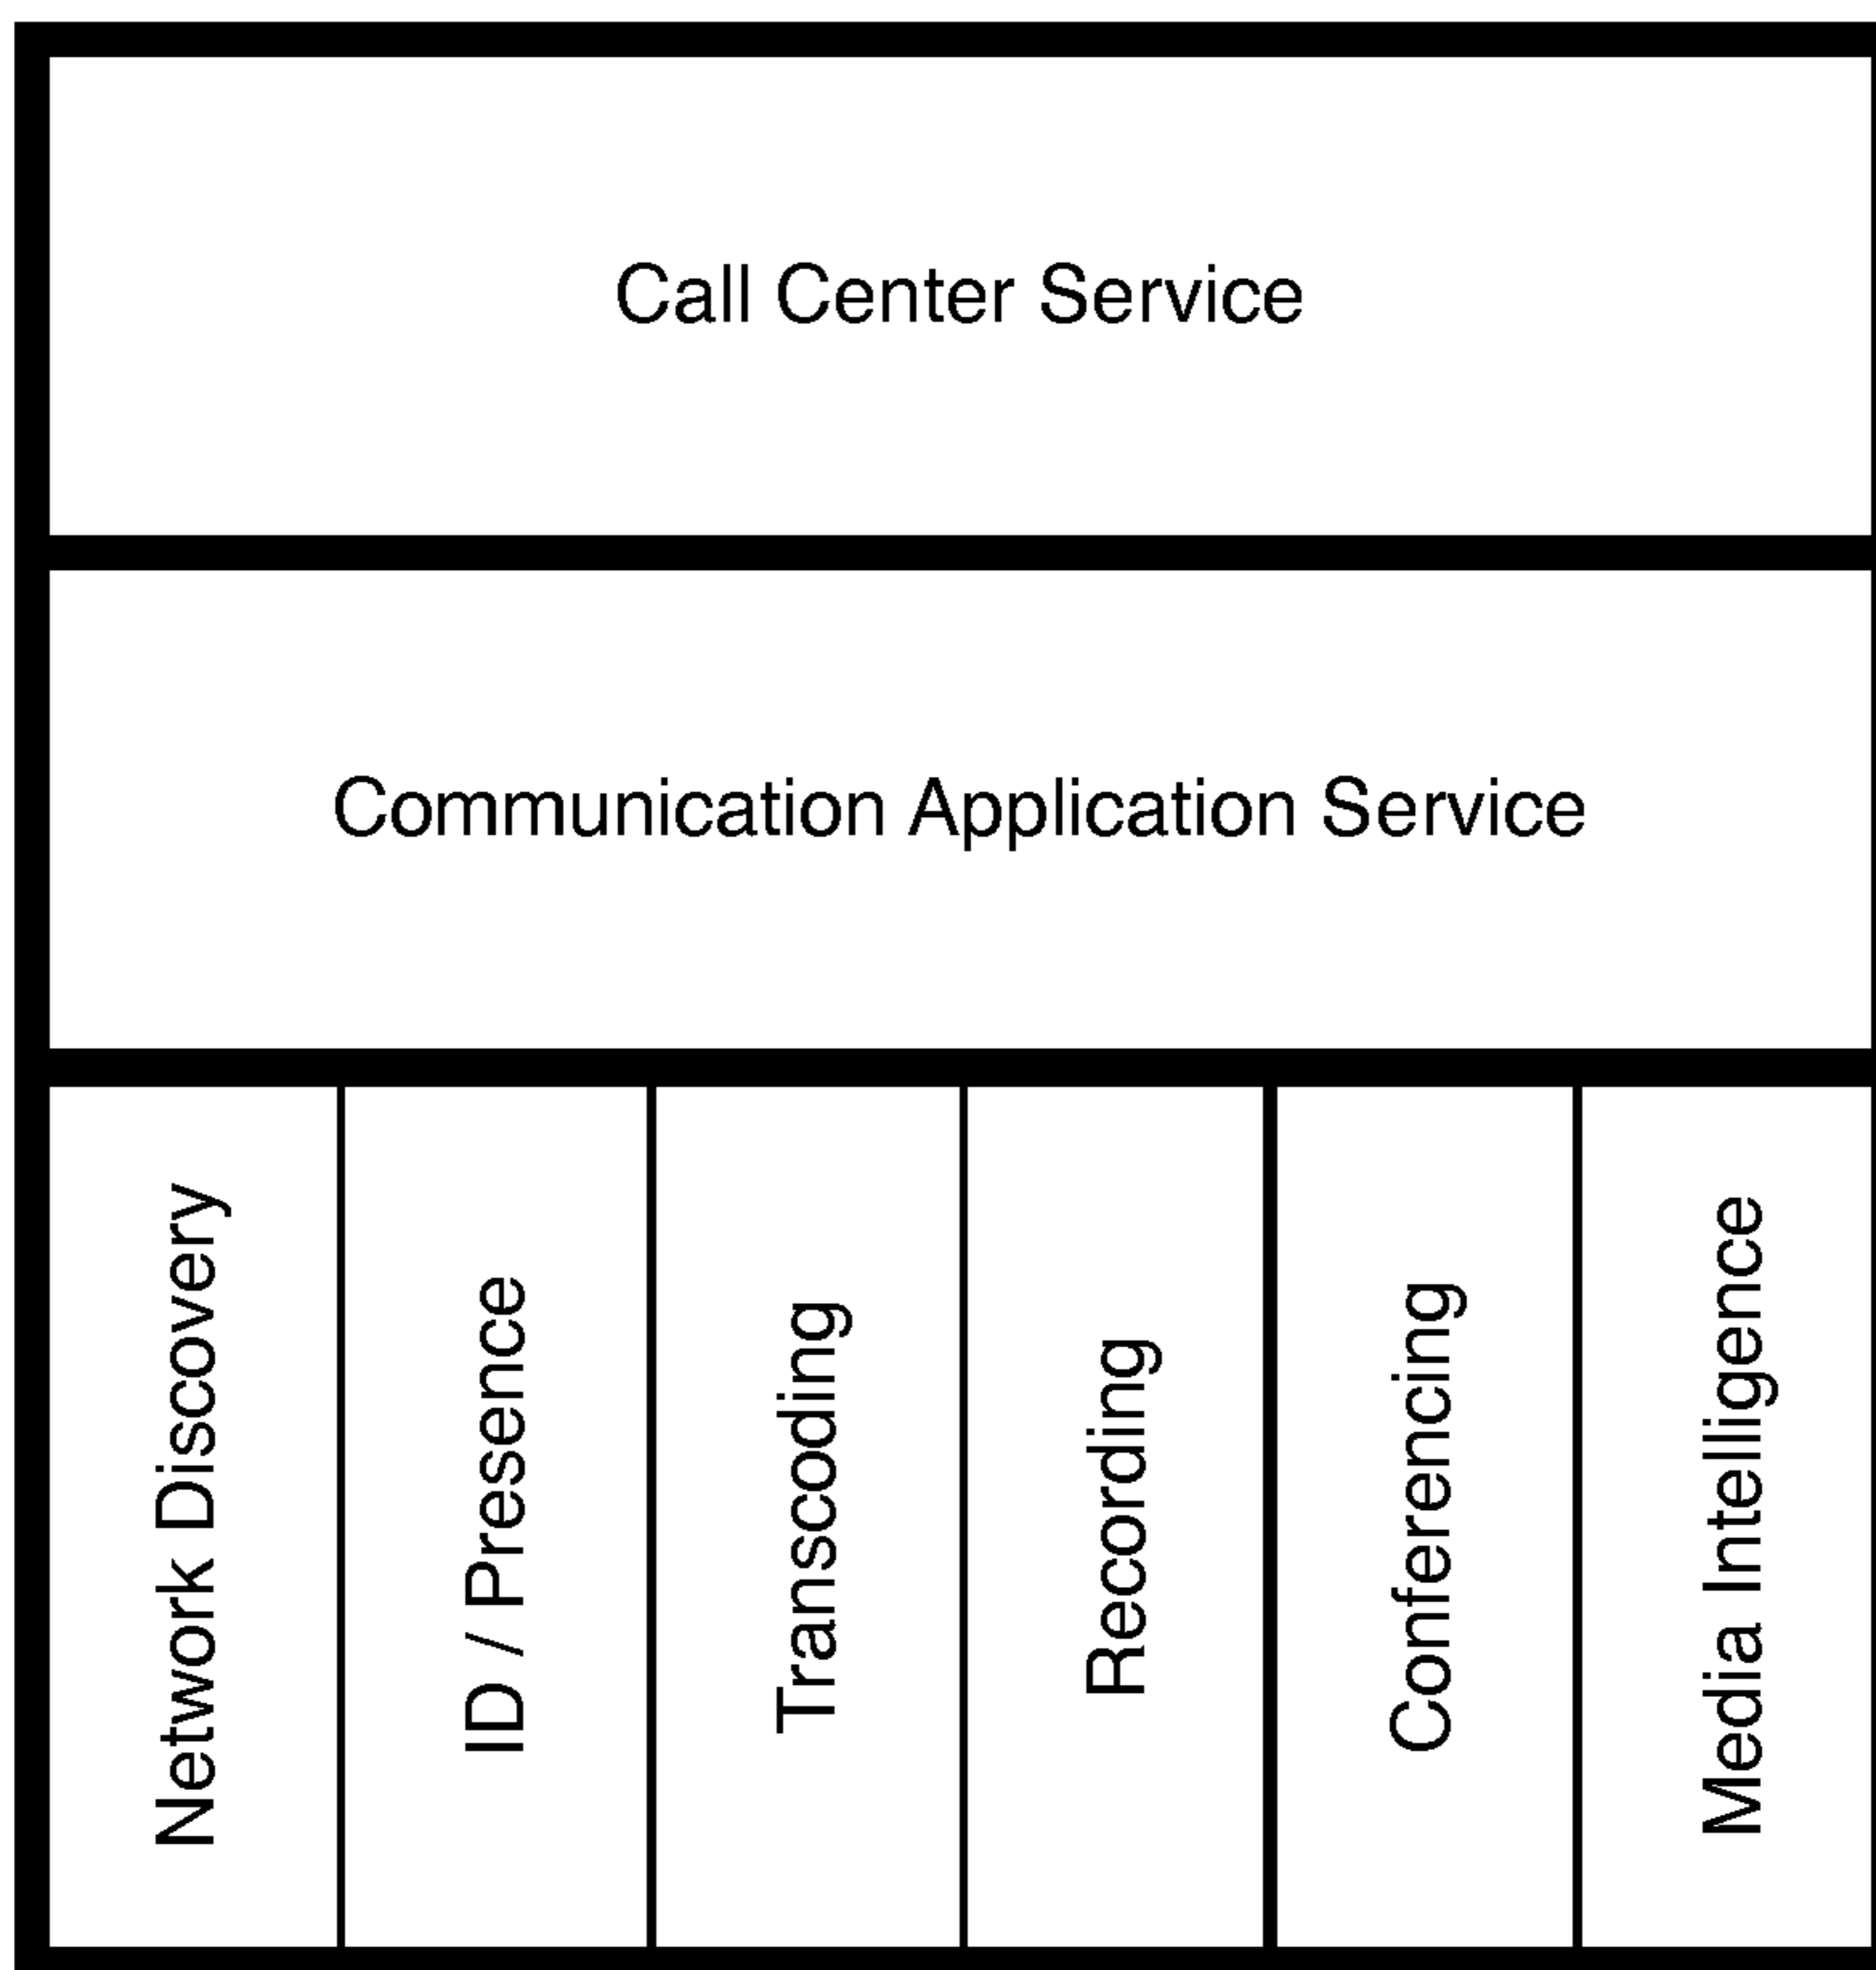 Call Center Service
Communication Application Service
Network Discovery
ID / Presence
Transcoding
Recording
Conferencing
Media Intelligence